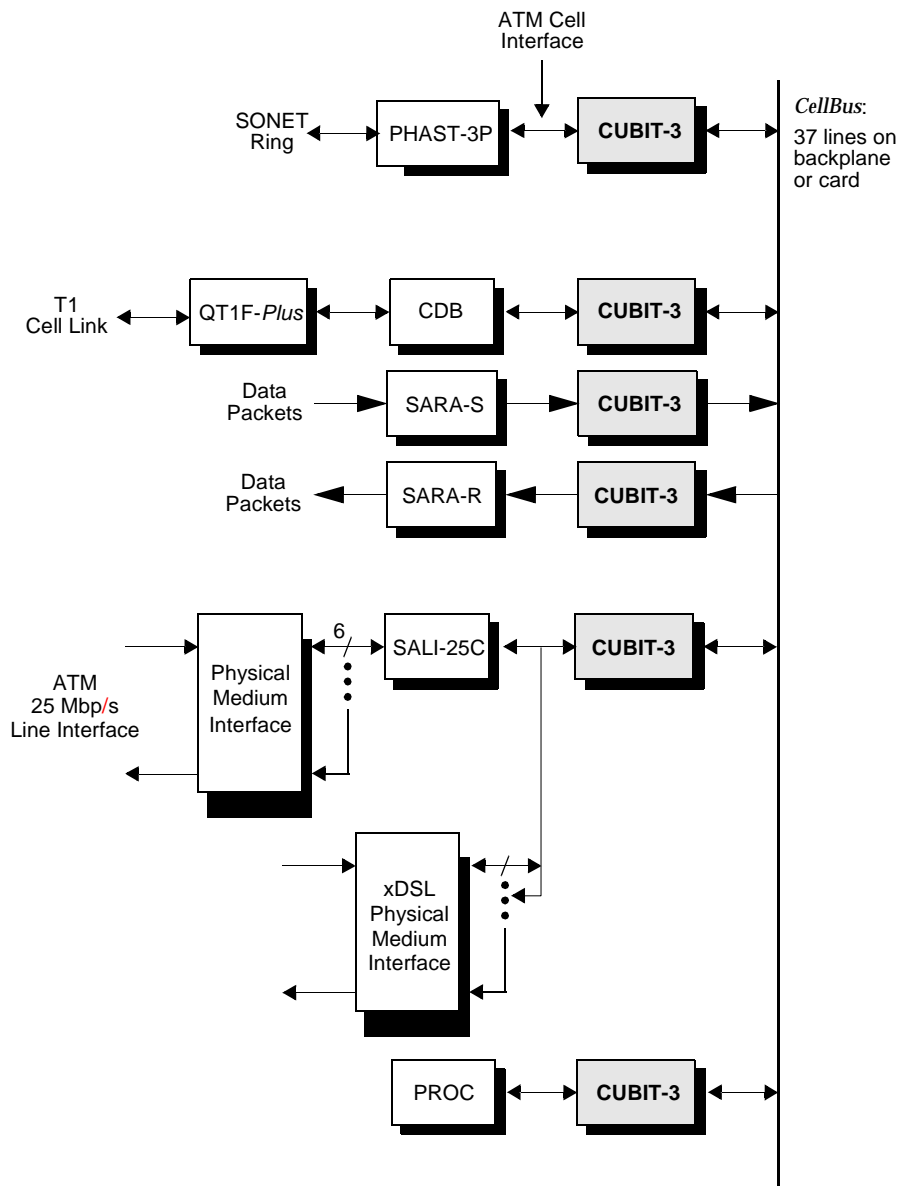 ATM Cell
Interface
CellBus:
37 lines on
backplane
or card
SONET
Ring
PHAST-3P
CUBIT-3
T1
Cell Link
QT1F-Plus
CDB
CUBIT-3
Data
Packets
SARA-S
CUBIT-3
Data
Packets
SARA-R
CUBIT-3
ATM
25 Mbp/s
Line Interface
Physical
Medium
Interface
6
SALI-25C
CUBIT-3
xDSL
Physical
Medium
Interface
PROC
CUBIT-3